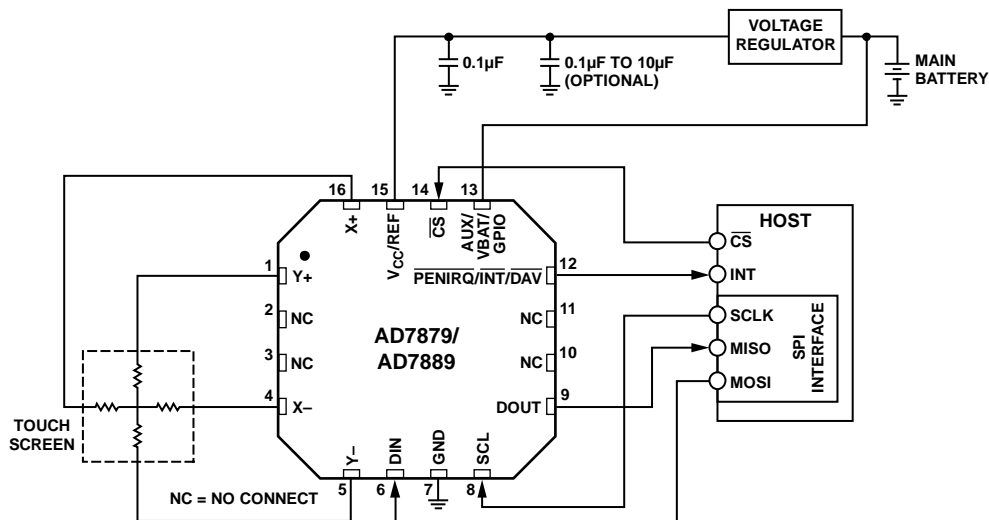 VOLTAGE
REGULATOR
0.1µF
0.1µF TO 10µF
(OPTIONAL)
MAIN
BATTERY
16
15
14
13
X+
VCC/REF
CS
AUX/
VBAT/
GPIO
HOST
CS
INT
SCLK
MISO
MOSI
SPI
INTERFACE
1
Y+
2
NC
3
NC
4
X–
12
PENIRQ/INT/DAV
11
NC
10
NC
9
DOUT
AD7879/
AD7889
TOUCH
SCREEN
Y–
DIN
GND
SCL
5
6
7
8
NC = NO CONNECT